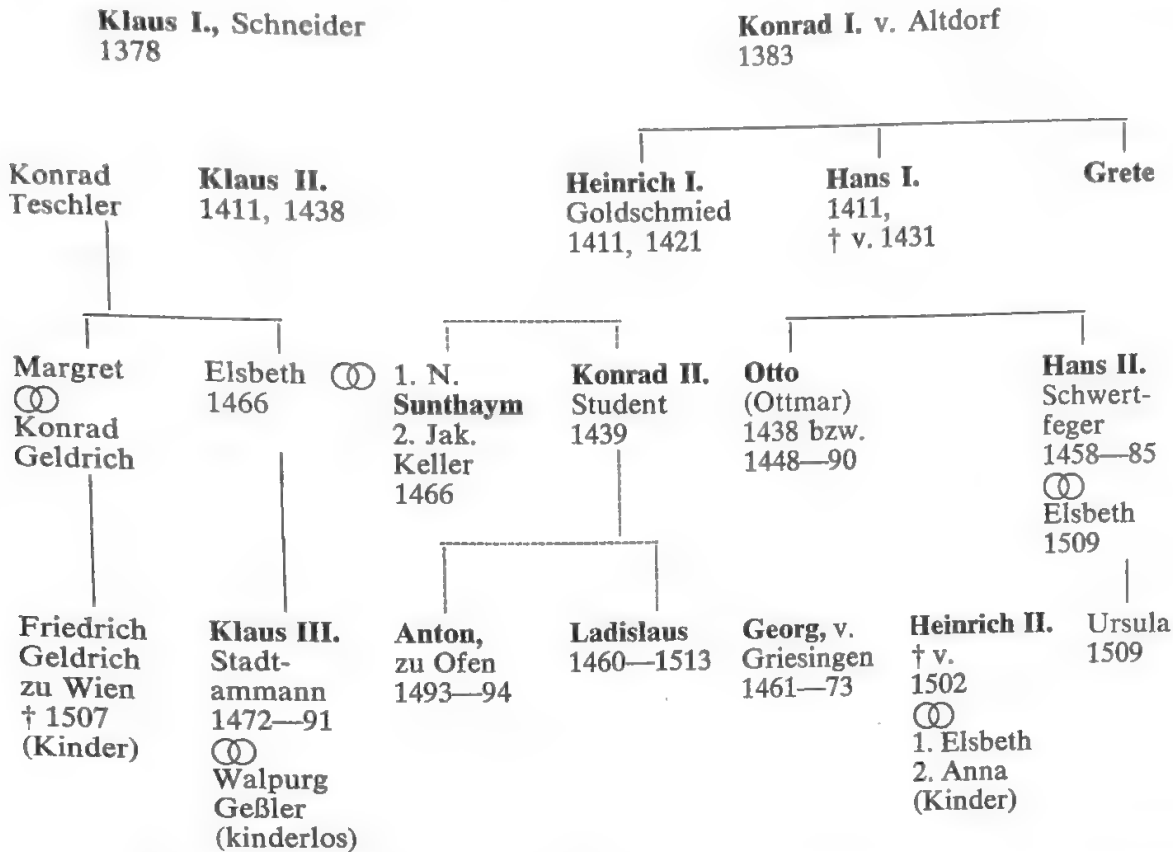 Klaus I., Schneider
1378
Konrad I. v. Altdorf
1383
Konrad
Teschler
Klaus II.
1411, 1438
Heinrich I.
Goldschmied
1411, 1421
Hans I.
1411,
† v. 1431
Grete
Margret
Konrad
Geldrich
Elsbeth
1466
1. N.
Sunthaym
2. Jak.
Keller
1466
Konrad II.
Student
1439
Otto
(Ottmar)
1438 bzw.
1448—90
Hans II.
Schwert-
feger
1458—85
Elsbeth
1509
Friedrich
Geldrich
zu Wien
† 1507
(Kinder)
Klaus III.
Stadt-
ammann
1472—91
Walpurg
Geßler
(kinderlos)
Anton,
zu Ofen
1493—94
Ladislaus
1460—1513
Georg, v.
Griesingen
1461—73
Heinrich II.
† v.
1502
1. Elsbeth
2. Anna
(Kinder)
Ursula
1509